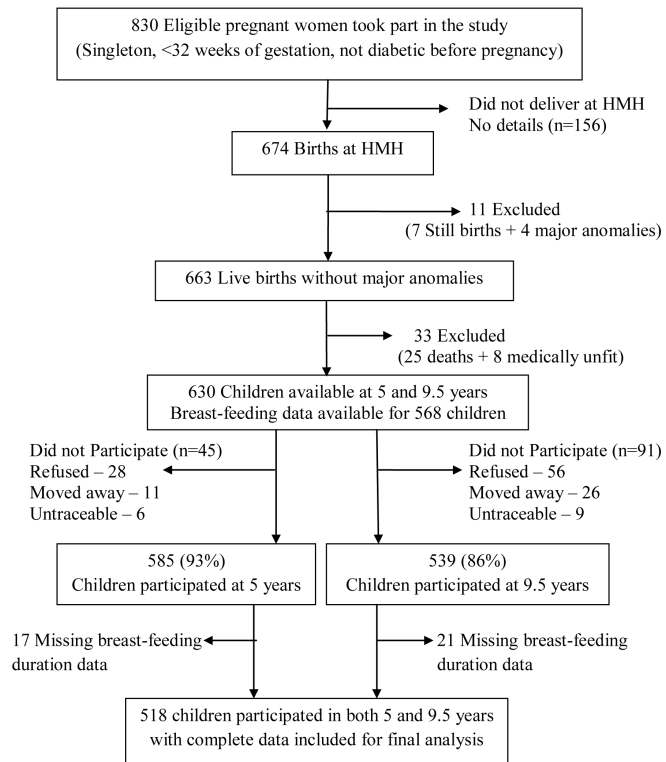 830 Eligible pregnant women took part in the study
(Singleton, <32 weeks of gestation, not diabetic before pregnancy)
Did not deliver at HMH
No details (n=156)
674 Births at HMH
11 Excluded
(7 Still births + 4 major anomalies)
663 Live births without major anomalies
33 Excluded
(25 deaths + 8 medically unfit)
630 Children available at 5 and 9.5 years
Breast-feeding data available for 568 children
Did not Participate (n=45)
Refused – 28
Moved away – 11
Untraceable – 6
Did not Participate (n=91)
Refused – 56
Moved away – 26
Untraceable – 9
585 (93%)
Children participated at 5 years
539 (86%)
Children participated at 9.5 years
17 Missing breast-feeding
duration data
21 Missing breast-feeding
duration data
518 children participated in both 5 and 9.5 years
with complete data included for final analysis